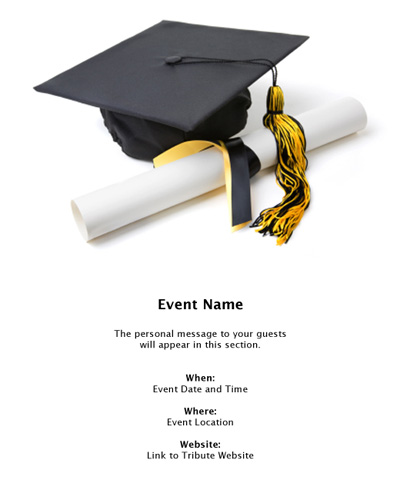 Event Name
The personal message to your guests
will appear in this section.
When:
Event Date and Time
Where:
Event Location
Website:
Link to Tribute Website